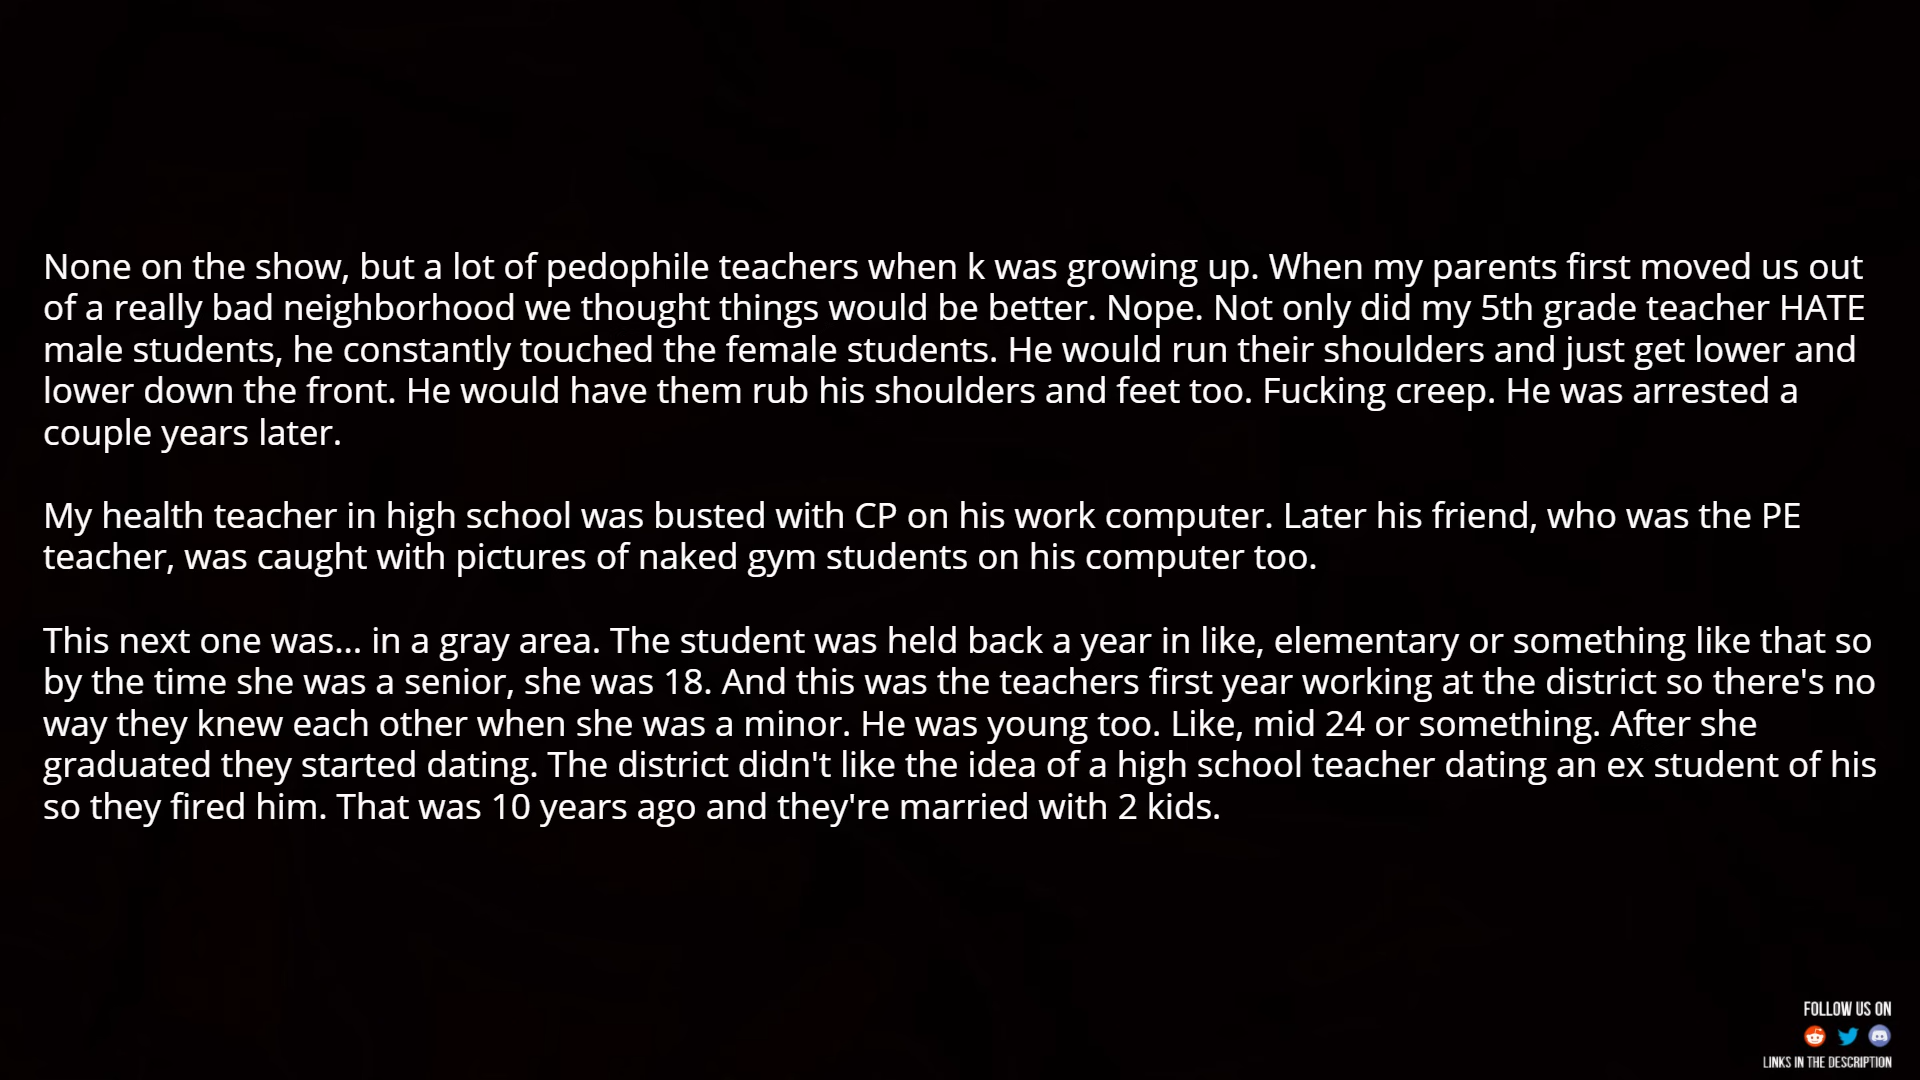 None on the show, but a lot of pedophile teachers when k was growing up. When my parents first moved us out
of a really bad neighborhood we thought things would be better. Nope. Not only did my 5th grade teacher HATE
male students, he constantly touched the female students. He would run their shoulders and just get lower and
lower down the front. He would have them rub his shoulders and feet too. Fucking creep. He was arrested a
couple years later.
My health teacher in high school was busted with CP on his work computer. Later his friend, who was the PE
teacher, was caught with pictures of naked gym students on his computer too.
This next one was... in a gray area. The student was held back a year in like, elementary or something like that so
by the time she was a senior, she was 18. And this was the teachers first year working at the district so there's no
way they knew each other when she was a minor. He was young too. Like, mid 24 or something. After she
graduated they started dating. The district didn't like the idea of a high school teacher dating an ex student of his
so they fired him. That was 10 years ago and they're married with 2 kids.
FOLLOW US ON
LINKS IN THE DESCRIPTION